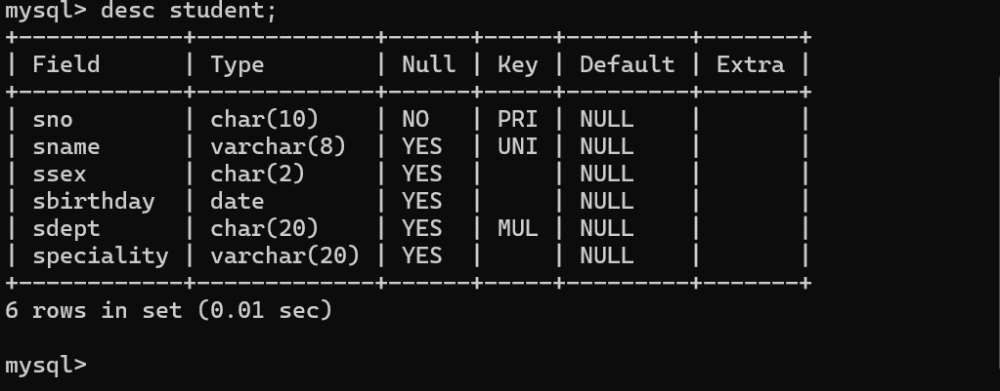 mysql> desc student;
+------------+-------------+------+-----+---------+-------+
| Field      | Type        | Null | Key | Default | Extra |
+------------+-------------+------+-----+---------+-------+
| sno        | char(10)    | NO   | PRI | NULL    |       |
| sname      | varchar(8)  | YES  | UNI | NULL    |       |
| ssex       | char(2)     | YES  |     | NULL    |       |
| sbirthday  | date        | YES  |     | NULL    |       |
| sdept      | char(20)    | YES  | MUL | NULL    |       |
| speciality | varchar(20) | YES  |     | NULL    |       |
+------------+-------------+------+-----+---------+-------+
6 rows in set (0.01 sec)
mysql>